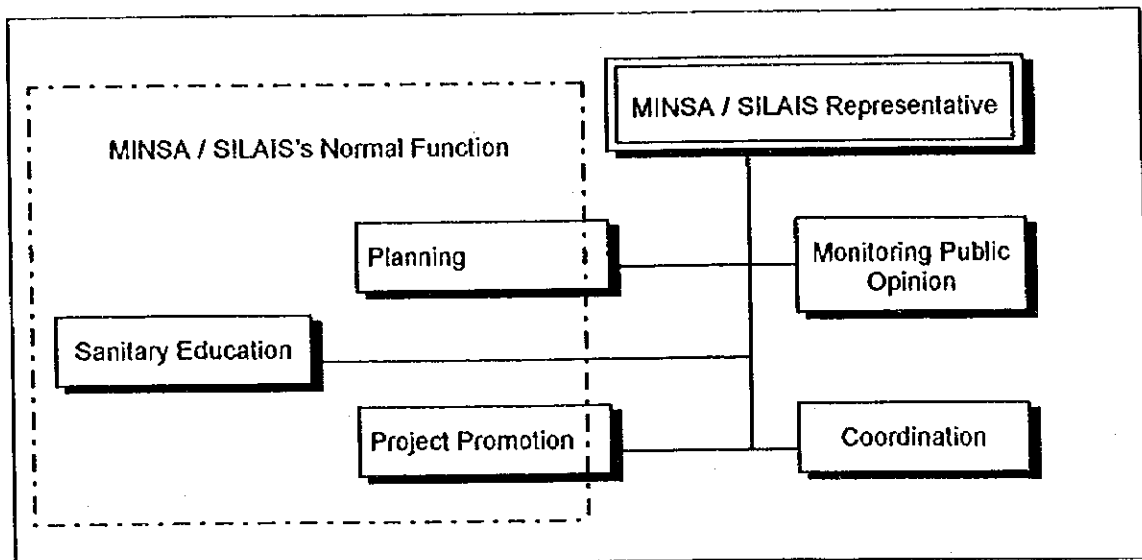 MINSA / SILAIS Representative
MINSA / SILAIS's Normal Function
Planning
Monitoring Public
Opinion
Sanitary Education
Project Promotion
Coordination